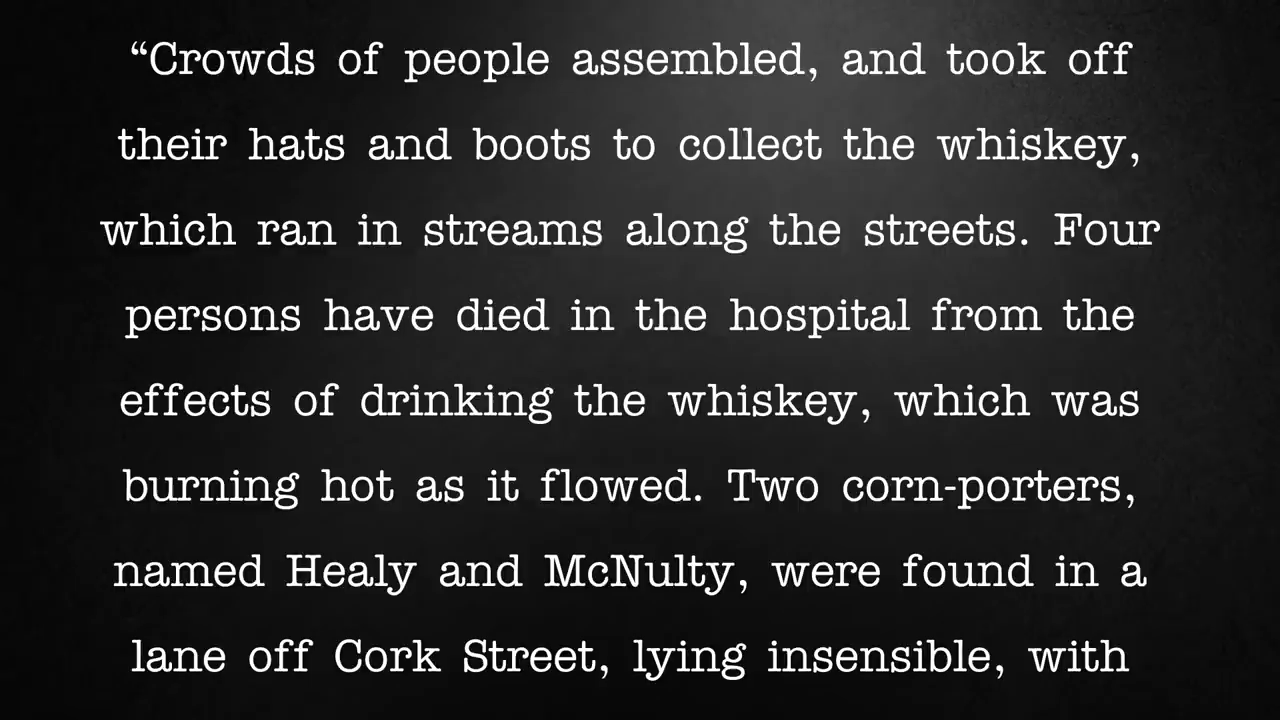 “Crowds of people assembled, and took off
their hats and boots to collect the whiskey,
which ran in streams along the streets. Four
persons have died in the hospital from the
effects of drinking the whiskey, which was
burning hot as it flowed. Two corn-porters,
named Healy and McNulty, were found in a
lane off Cork Street, lying insensible, with